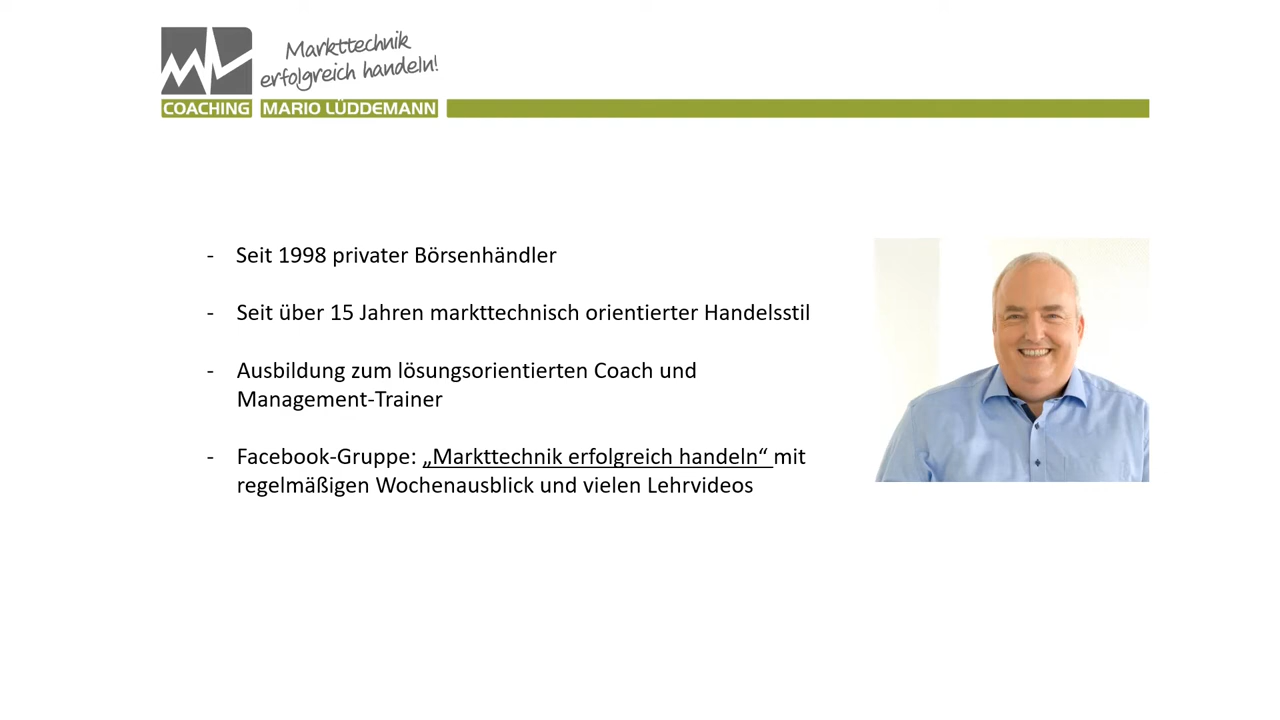 Markttechnik
erfolgreich handeln!
COACHING MARIO LÜDDEMANN
- Seit 1998 privater Börsenhändler
- Seit über 15 Jahren markttechnisch orientierter Handelsstil
- Ausbildung zum lösungsorientierten Coach und
Management-Trainer
- Facebook-Gruppe: „Markttechnik erfolgreich handeln“ mit
regelmäßigen Wochenausblick und vielen Lehrvideos